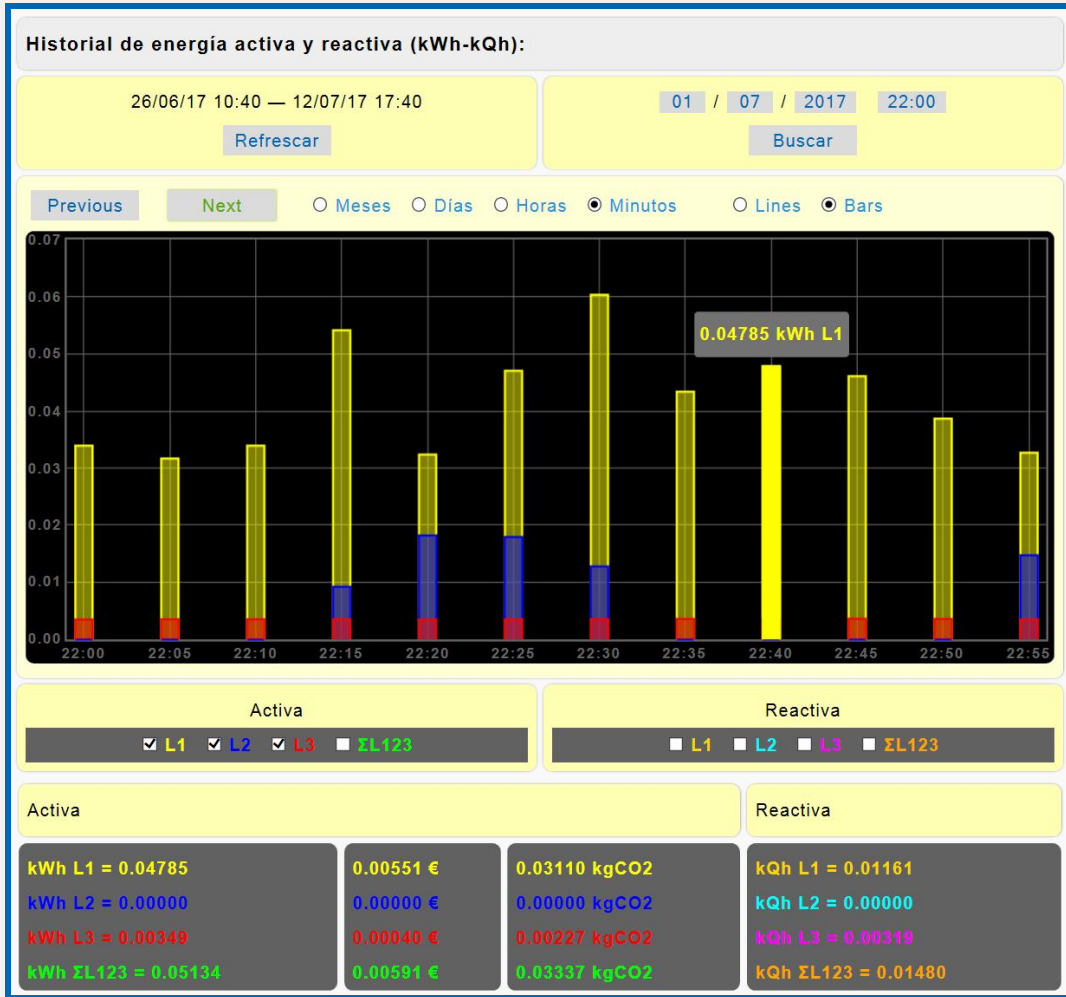 Historial de energía activa y reactiva (kWh-kQh):
26/06/17 10:40 — 12/07/17 17:40
Refrescar
01 / 07 / 2017 22:00
Buscar
Previous Next Meses Días Horas Minutos Lines Bars
0.07
0.06
0.05
0.04
0.03
0.02
0.01
0.00
0.04785 kWh L1
22:00 22:05 22:10 22:15 22:20 22:25 22:30 22:35 22:40 22:45 22:50 22:55
Activa
L1 L2 L3 ΣL123
Reactiva
L1 L2 L3 ΣL123
Activa
Reactiva
kWh L1 = 0.04785
kWh L2 = 0.00000
kWh L3 = 0.00349
kWh ΣL123 = 0.05134
0.00551 €
0.00000 €
0.00040 €
0.00591 €
0.03110 kgCO2
0.00000 kgCO2
0.00227 kgCO2
0.03337 kgCO2
kQh L1 = 0.01161
kQh L2 = 0.00000
kQh L3 = 0.00319
kQh ΣL123 = 0.01480